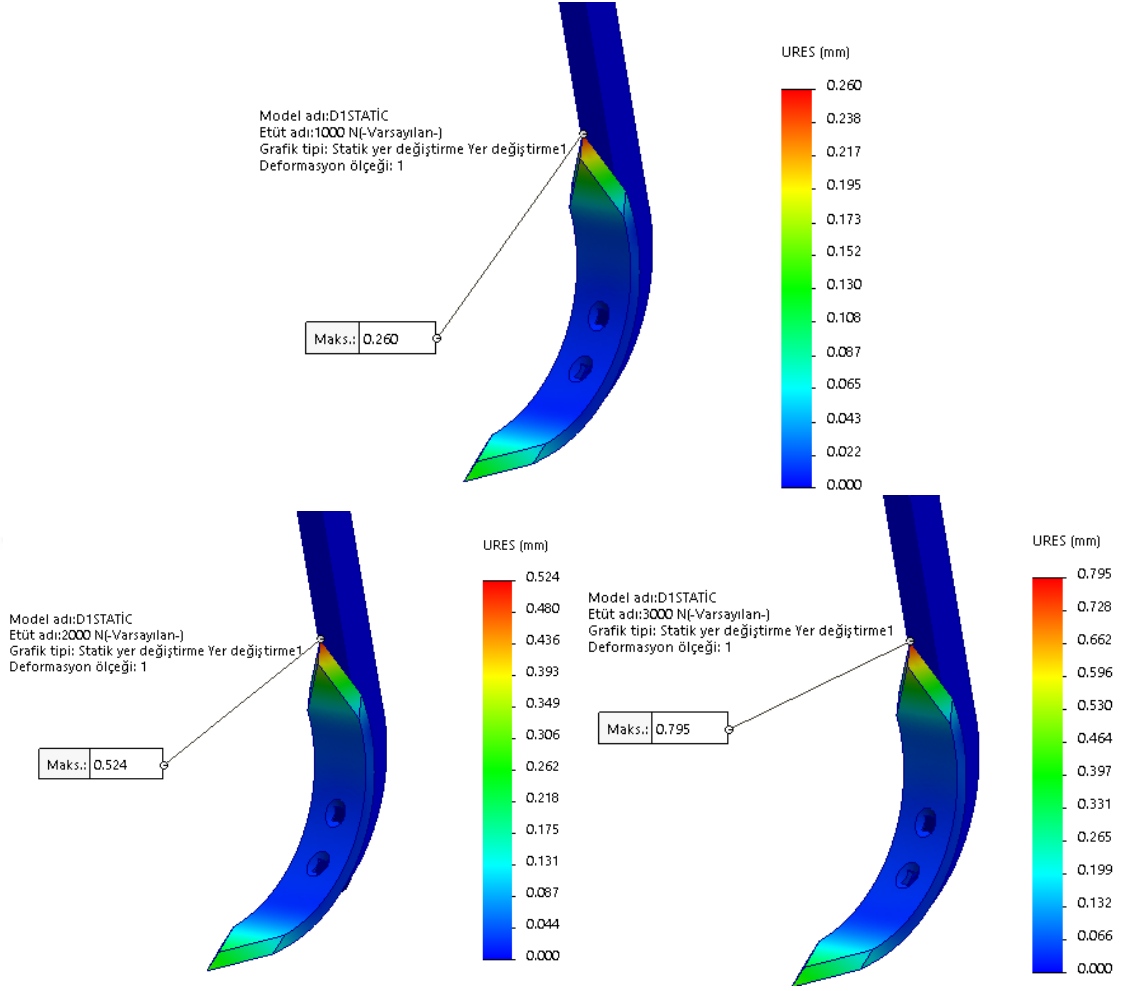 URES (mm)
0.260
0.238
0.217
0.195
0.173
0.152
0.130
0.108
0.087
0.065
0.043
0.022
0.000
Model adı:D1STATİC
Etüt adı:1000 N(-Varsayılan-)
Grafik tipi: Statik yer değiştirme Yer değiştirme1
Deformasyon ölçeği: 1
Maks.: 0.260
URES (mm)
0.524
0.480
0.436
0.393
0.349
0.306
0.262
0.218
0.175
0.131
0.087
0.044
0.000
Model adı:D1STATİC
Etüt adı:2000 N(-Varsayılan-)
Grafik tipi: Statik yer değiştirme Yer değiştirme1
Deformasyon ölçeği: 1
Maks.: 0.524
URES (mm)
0.795
0.728
0.662
0.596
0.530
0.464
0.397
0.331
0.265
0.199
0.132
0.066
0.000
Model adı:D1STATİC
Etüt adı:3000 N(-Varsayılan-)
Grafik tipi: Statik yer değiştirme Yer değiştirme1
Deformasyon ölçeği: 1
Maks.: 0.795